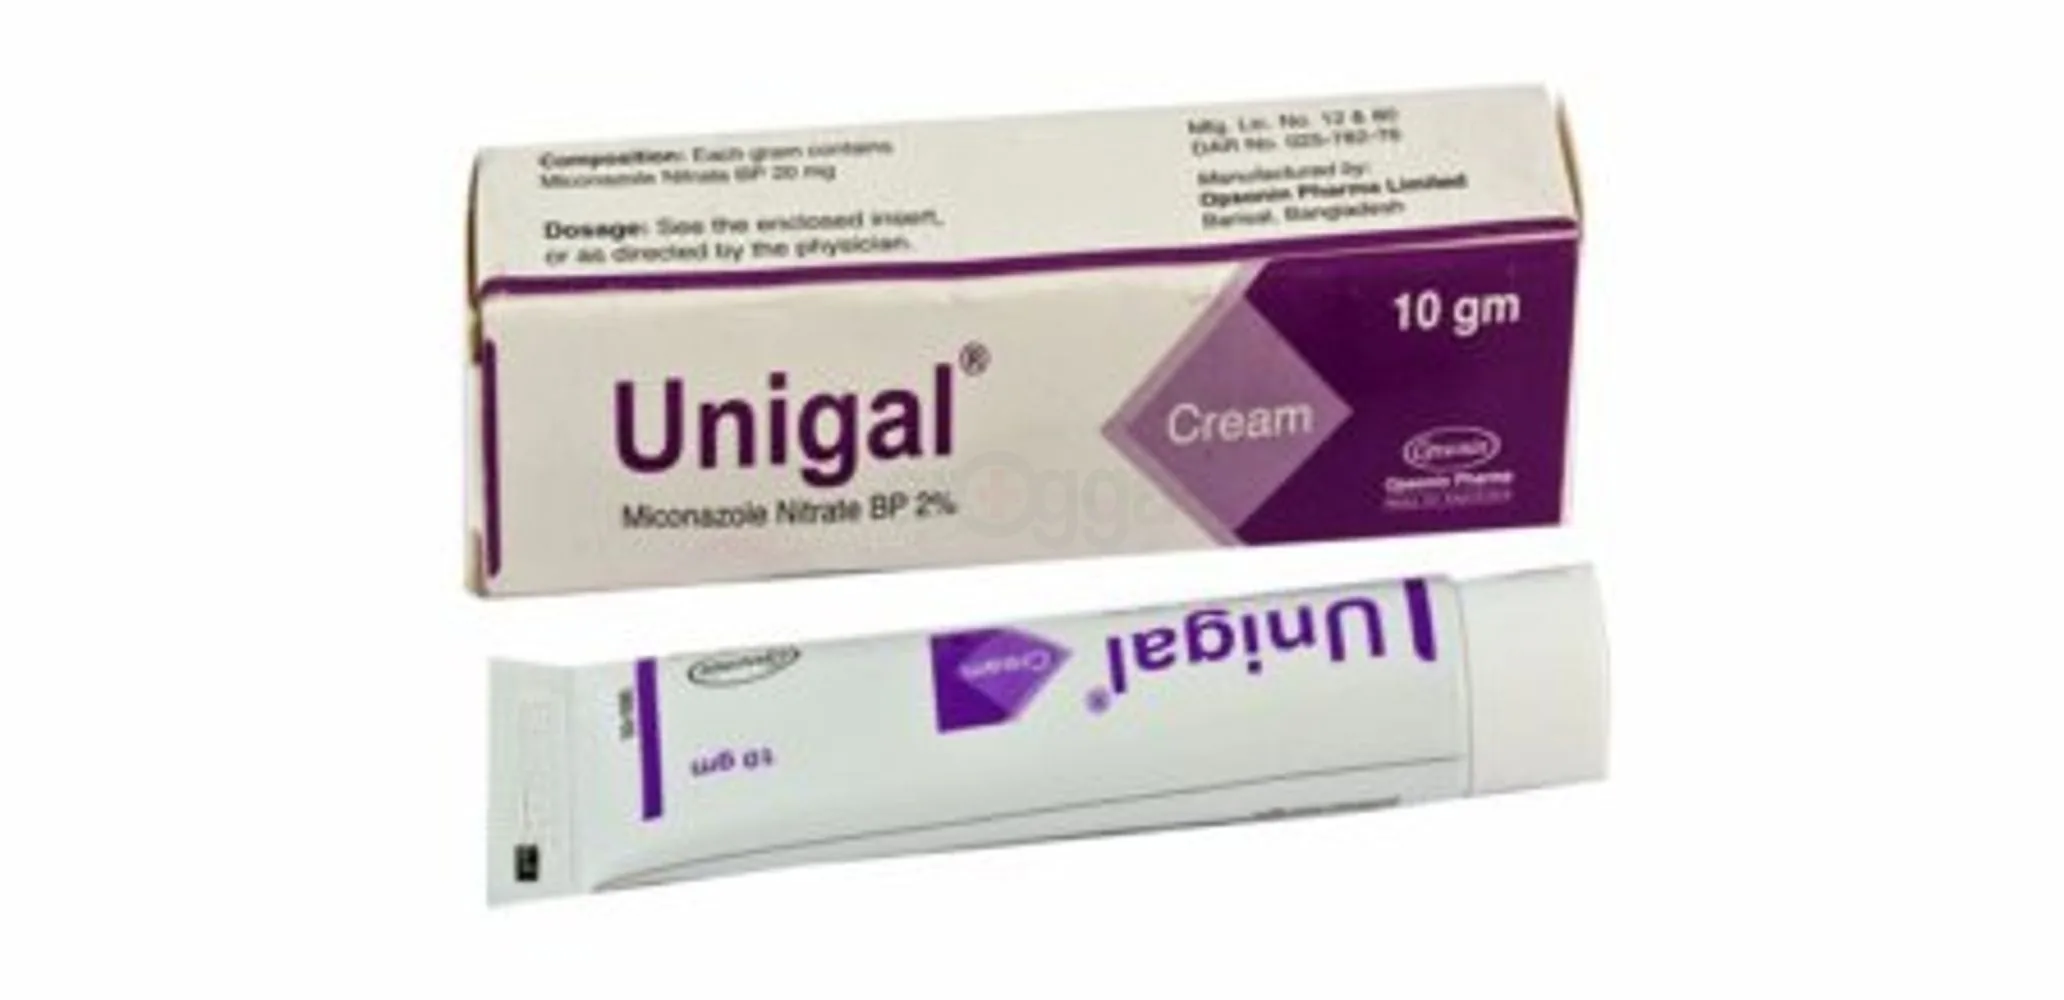 Composition: Each gram contains
Miconazole Nitrate BP 20 mg
Dosage: See the enclosed insert,
or as directed by the physician.
Mfg. Lic. No. 12 &
DAR No. 025-782-76
Manufactured by:
Opsonin Pharma Limited
Barisal, Bangladesh
Unigal®
Miconazole Nitrate BP 2%
Cream
10 gm
Opsonin
Opsonin Pharma
Unigal®
Cream
Opsonin
10 gm